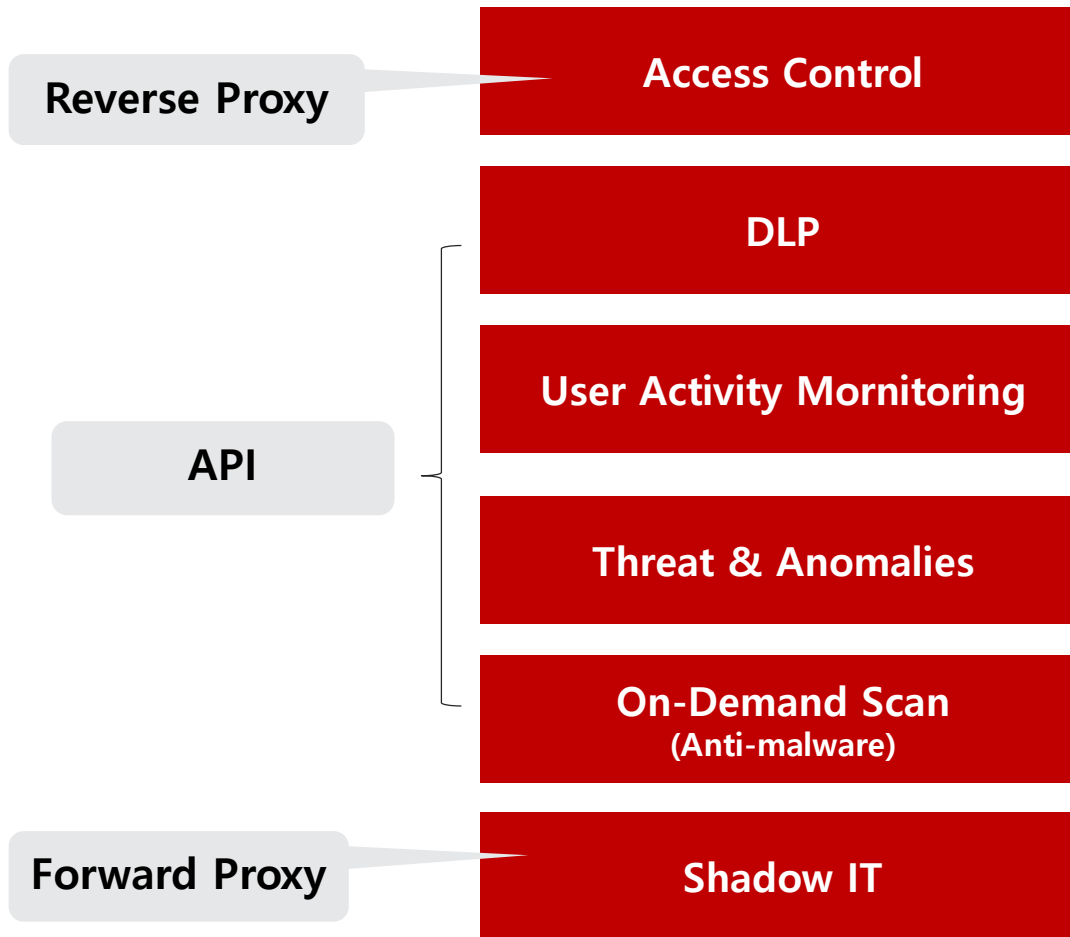 Reverse Proxy
Access Control
DLP
User Activity Mornitoring
API
Threat & Anomalies
On-Demand Scan
(Anti-malware)
Forward Proxy
Shadow IT